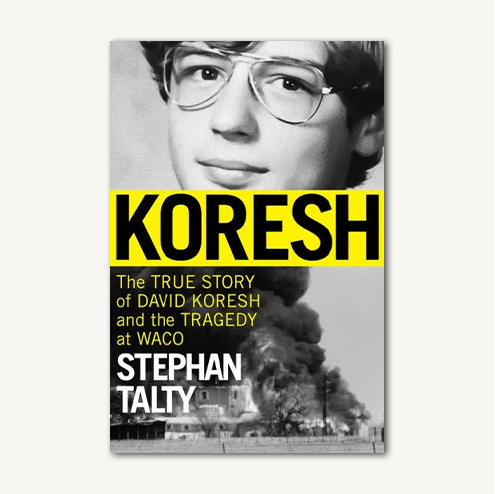 KORESH
The TRUE STORY
of DAVID KORESH
and the TRAGEDY
at WACO
STEPHAN
TALTY